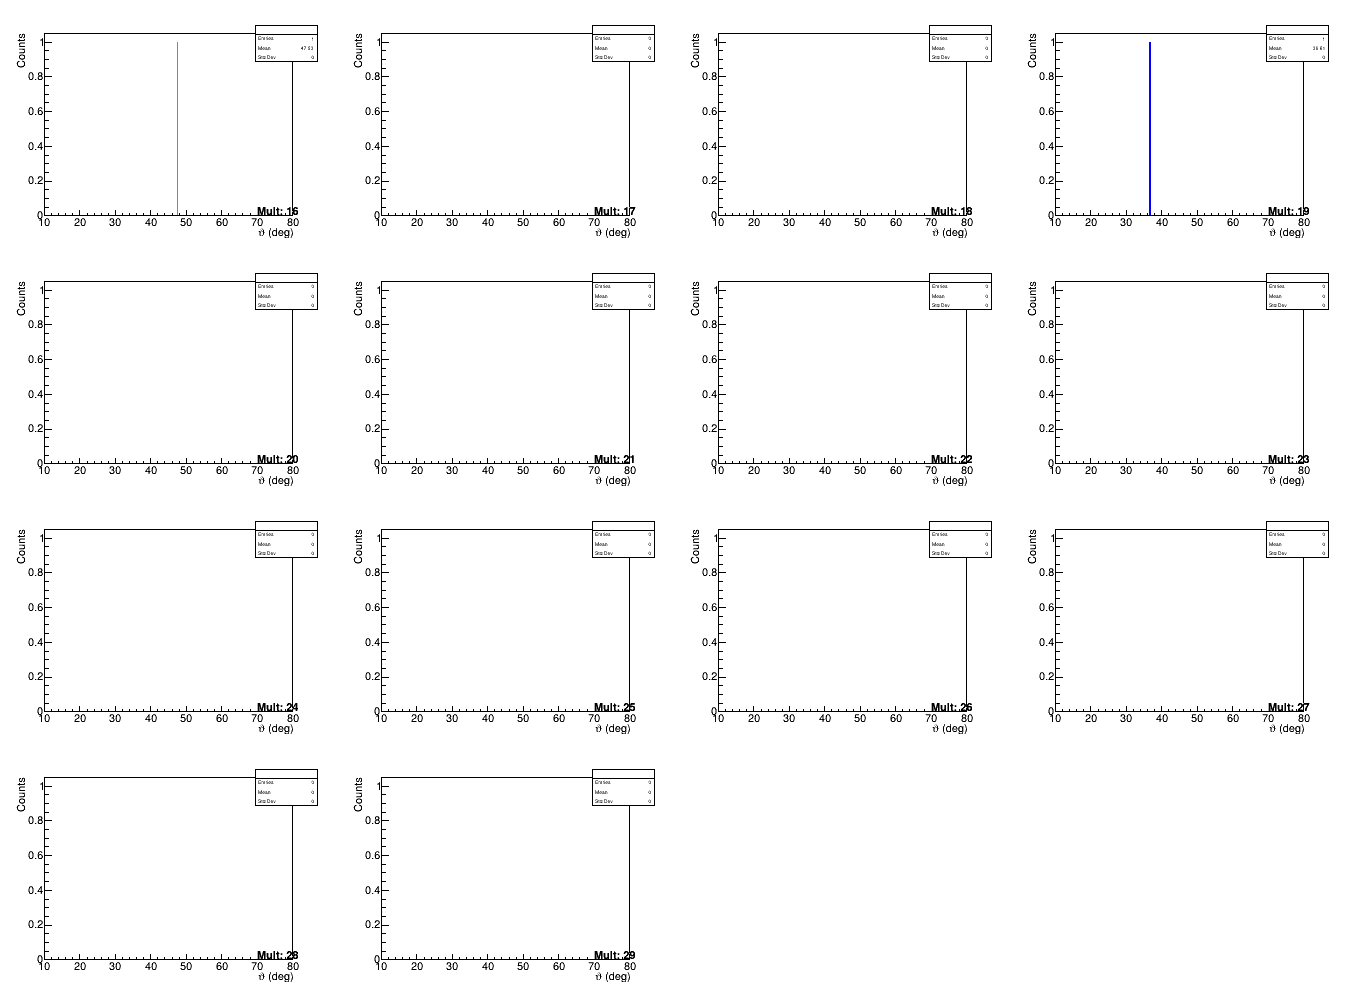 Counts
Entries 1
Mean 47.53
Std Dev 0
1
0.8
0.6
0.4
0.2
0
Mult: 16
10 20 30 40 50 60 70 80
ϑ (deg)
Counts
Entries 0
Mean 0
Std Dev 0
1
0.8
0.6
0.4
0.2
0
Mult: 17
10 20 30 40 50 60 70 80
ϑ (deg)
Counts
Entries 0
Mean 0
Std Dev 0
1
0.8
0.6
0.4
0.2
0
Mult: 18
10 20 30 40 50 60 70 80
ϑ (deg)
Counts
Entries 1
Mean 36.61
Std Dev 0
1
0.8
0.6
0.4
0.2
0
Mult: 19
10 20 30 40 50 60 70 80
ϑ (deg)
Counts
Entries 0
Mean 0
Std Dev 0
1
0.8
0.6
0.4
0.2
0
Mult: 20
10 20 30 40 50 60 70 80
ϑ (deg)
Counts
Entries 0
Mean 0
Std Dev 0
1
0.8
0.6
0.4
0.2
0
Mult: 21
10 20 30 40 50 60 70 80
ϑ (deg)
Counts
Entries 0
Mean 0
Std Dev 0
1
0.8
0.6
0.4
0.2
0
Mult: 22
10 20 30 40 50 60 70 80
ϑ (deg)
Counts
Entries 0
Mean 0
Std Dev 0
1
0.8
0.6
0.4
0.2
0
Mult: 23
10 20 30 40 50 60 70 80
ϑ (deg)
Counts
Entries 0
Mean 0
Std Dev 0
1
0.8
0.6
0.4
0.2
0
Mult: 24
10 20 30 40 50 60 70 80
ϑ (deg)
Counts
Entries 0
Mean 0
Std Dev 0
1
0.8
0.6
0.4
0.2
0
Mult: 25
10 20 30 40 50 60 70 80
ϑ (deg)
Counts
Entries 0
Mean 0
Std Dev 0
1
0.8
0.6
0.4
0.2
0
Mult: 26
10 20 30 40 50 60 70 80
ϑ (deg)
Counts
Entries 0
Mean 0
Std Dev 0
1
0.8
0.6
0.4
0.2
0
Mult: 27
10 20 30 40 50 60 70 80
ϑ (deg)
Counts
Entries 0
Mean 0
Std Dev 0
1
0.8
0.6
0.4
0.2
0
Mult: 28
10 20 30 40 50 60 70 80
ϑ (deg)
Counts
Entries 0
Mean 0
Std Dev 0
1
0.8
0.6
0.4
0.2
0
Mult: 29
10 20 30 40 50 60 70 80
ϑ (deg)